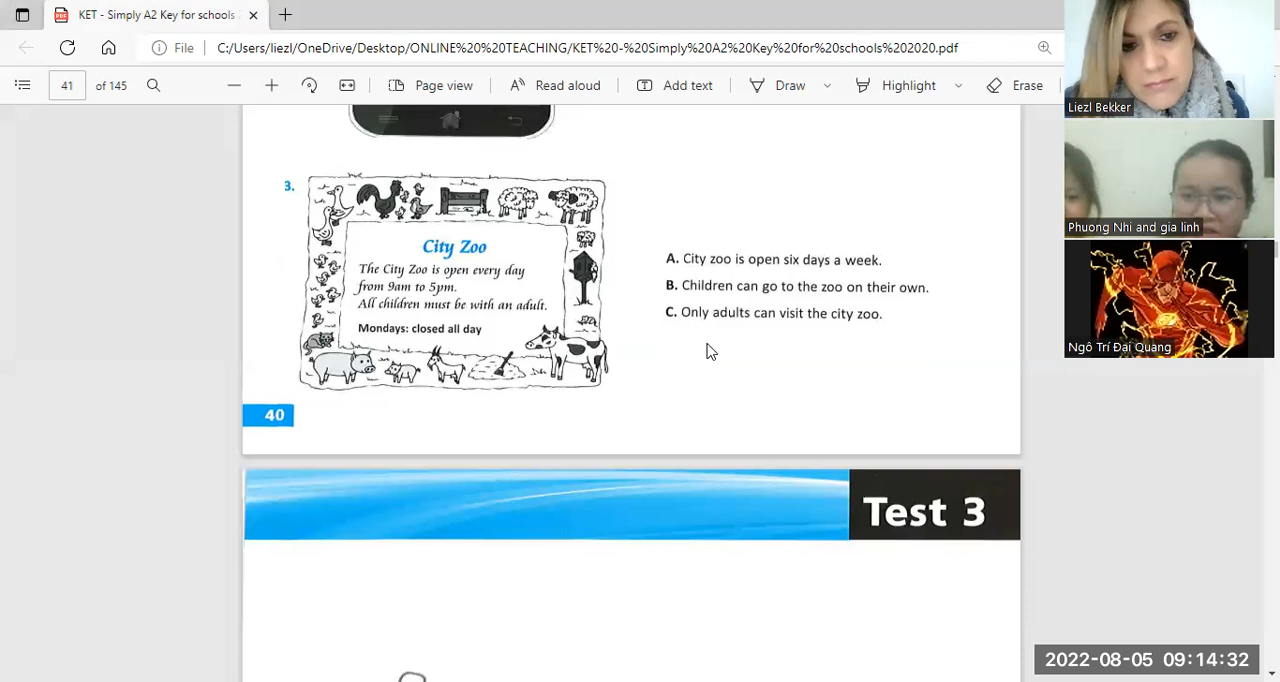 KET - Simply A2 Key for schools
File
C:/Users/liezl/OneDrive/Desktop/ONLINE%20%20TEACHING/KET%20-%20Simply%20A2%20Key%20for%20schools%202020.pdf
41 of 145
Page view
Read aloud
Add text
Draw
Highlight
Erase
Liezl Bekker
Phuong Nhi and gia linh
Ngô Trí Đại Quang
3.
City Zoo
The City Zoo is open every day
from 9am to 5pm.
All children must be with an adult.
Mondays: closed all day
A. City zoo is open six days a week.
B. Children can go to the zoo on their own.
C. Only adults can visit the city zoo.
40
Test 3
2022-08-05 09:14:32